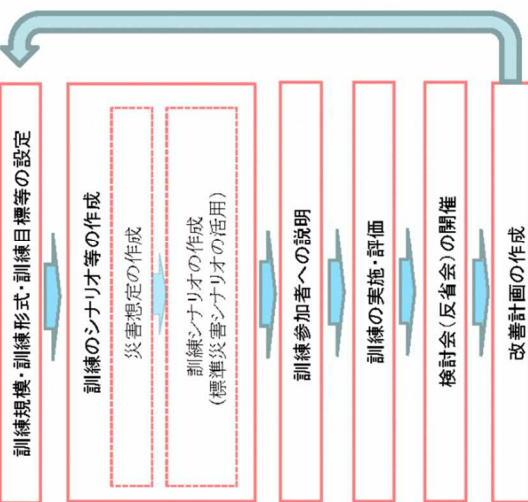 訓練規模・訓練形式・訓練目標等の設定
訓練のシナリオ等の作成
災害想定の作成
訓練シナリオの作成
(標準災害シナリオの活用)
訓練参加者への説明
訓練の実施・評価
検討会(反省会)の開催
改善計画の作成